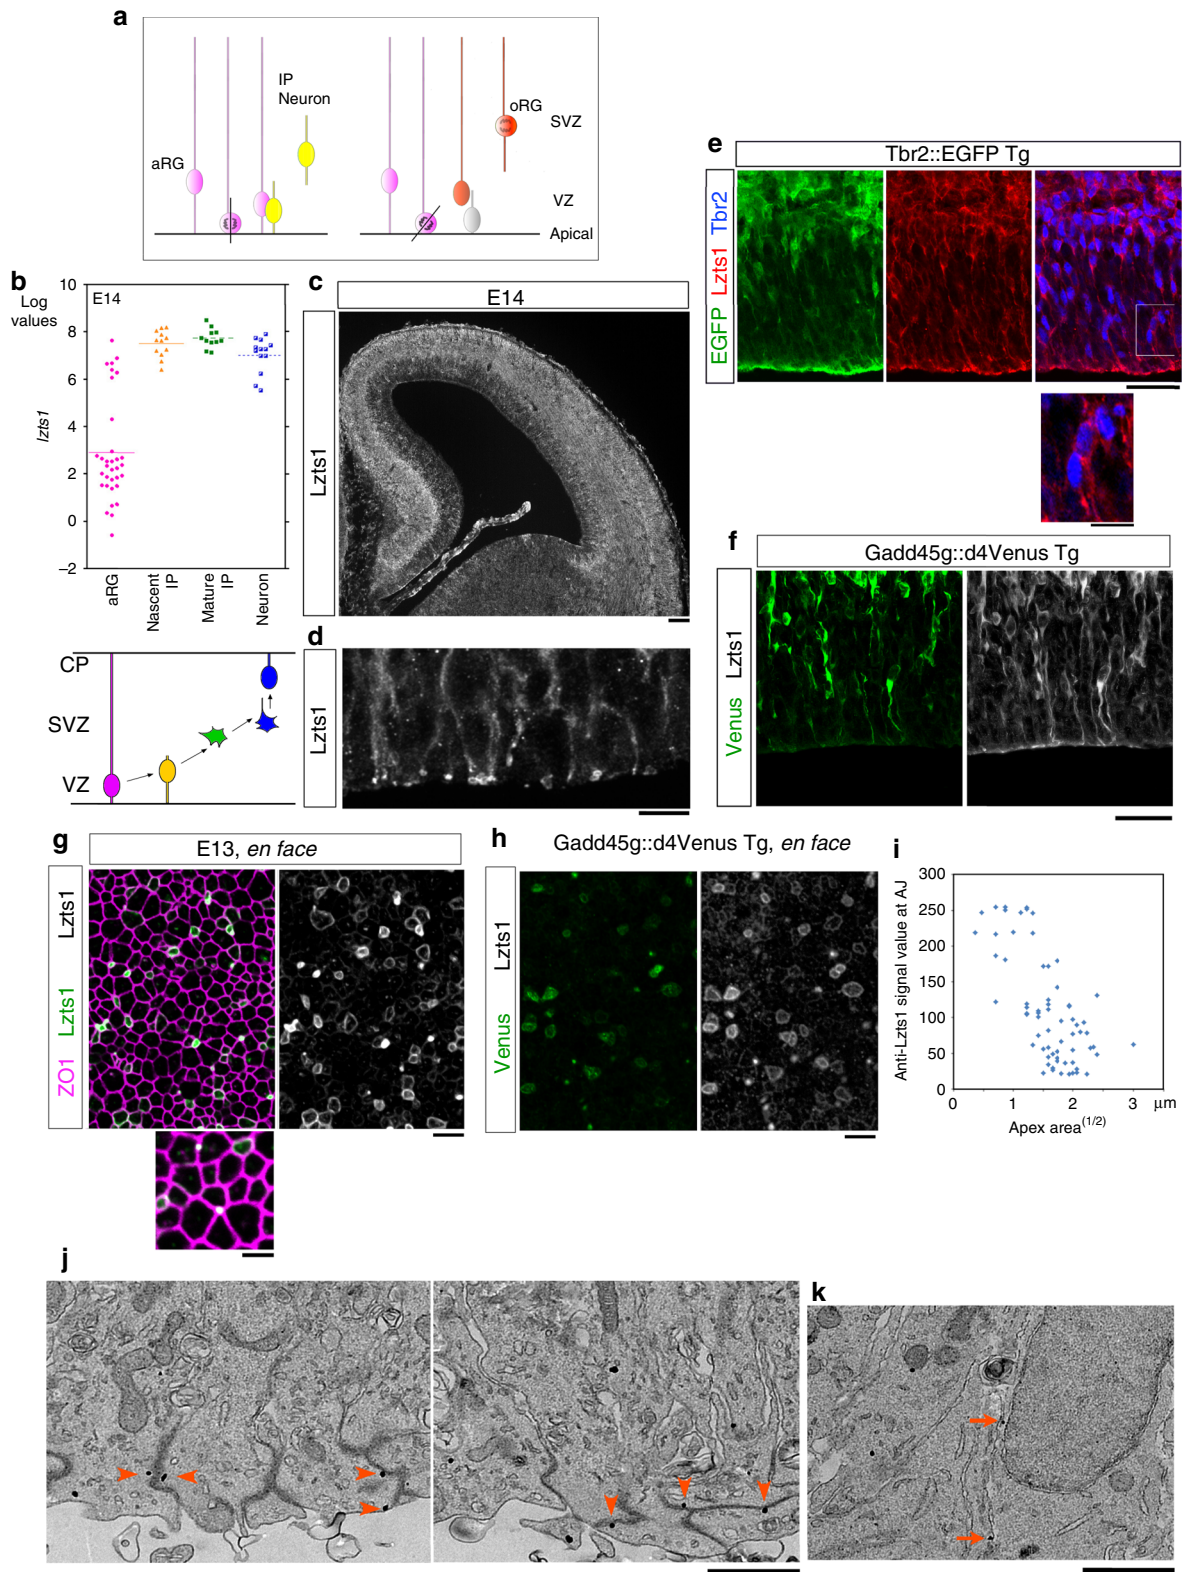 a
IP
Neuron
aRG
oRG
SVZ
VZ
Apical
b
Log
values
E14
10
8
6
4
2
0
−2
lzts1
aRG
Nascent
IP
Mature
IP
Neuron
CP
SVZ
VZ
c
E14
Lzts1
d
Lzts1
e
Tbr2::EGFP Tg
EGFP Lzts1 Tbr2
f
Gadd45g::d4Venus Tg
Venus Lzts1
g
E13, en face
ZO1 Lzts1 Lzts1
h
Gadd45g::d4Venus Tg, en face
Venus Lzts1
i
Anti-Lzts1 signal value at AJ
300
250
200
150
100
50
0
0 1 2 3 μm
Apex area(1/2)
j
k